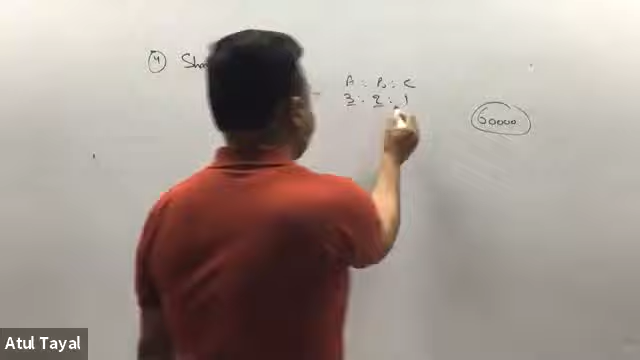 4 Sha
A : B : C
3 : 2 : 1
60000
Atul Tayal